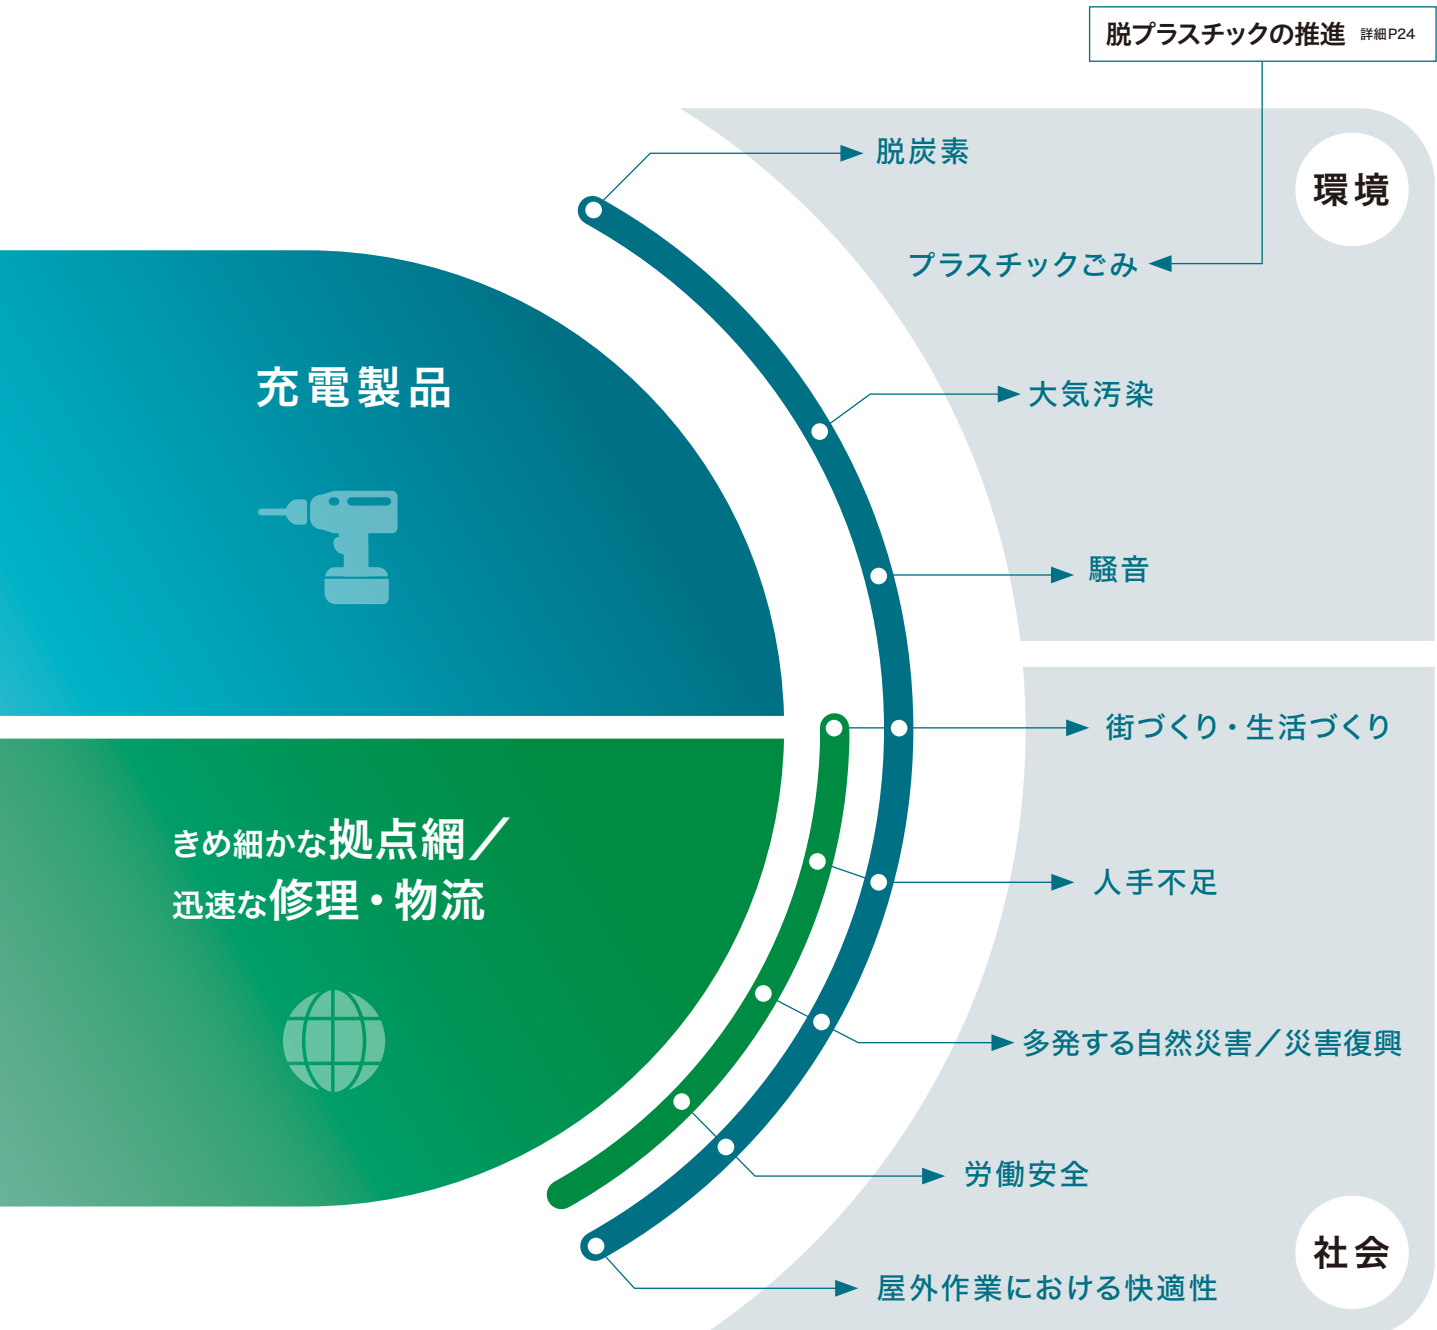 脱プラスチックの推進 詳細P24
環境
脱炭素
プラスチックごみ
大気汚染
騒音
充電製品
街づくり・生活づくり
きめ細かな拠点網／
迅速な修理・物流
人手不足
多発する自然災害／災害復興
労働安全
社会
屋外作業における快適性